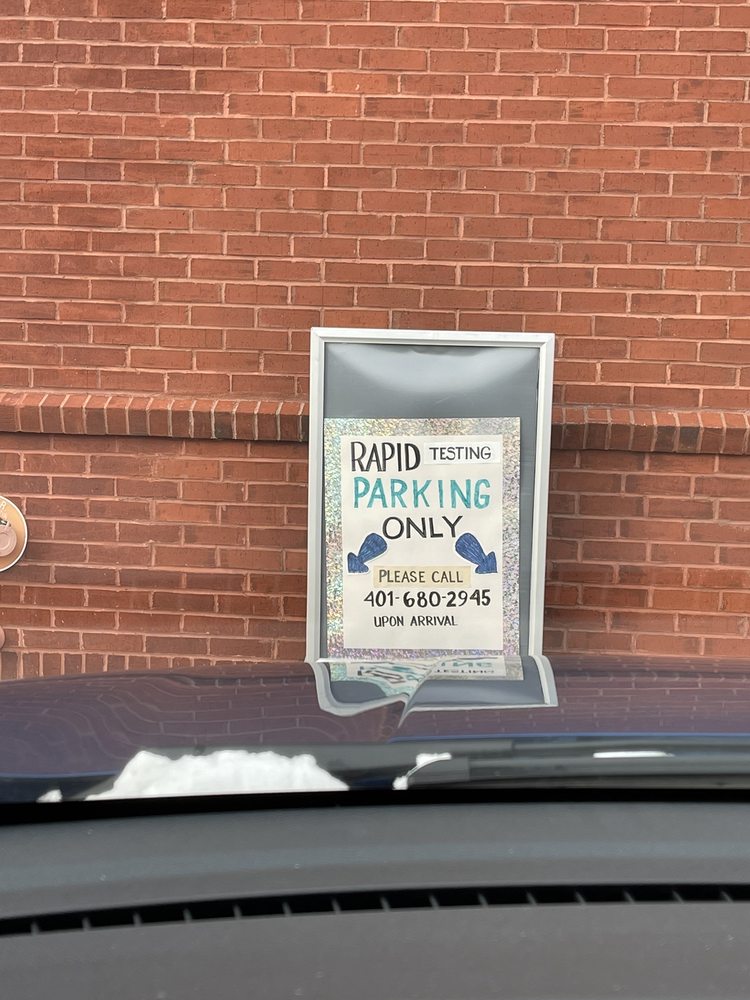 RAPID TESTING
PARKING
ONLY
PLEASE CALL
401-680-2945
UPON ARRIVAL